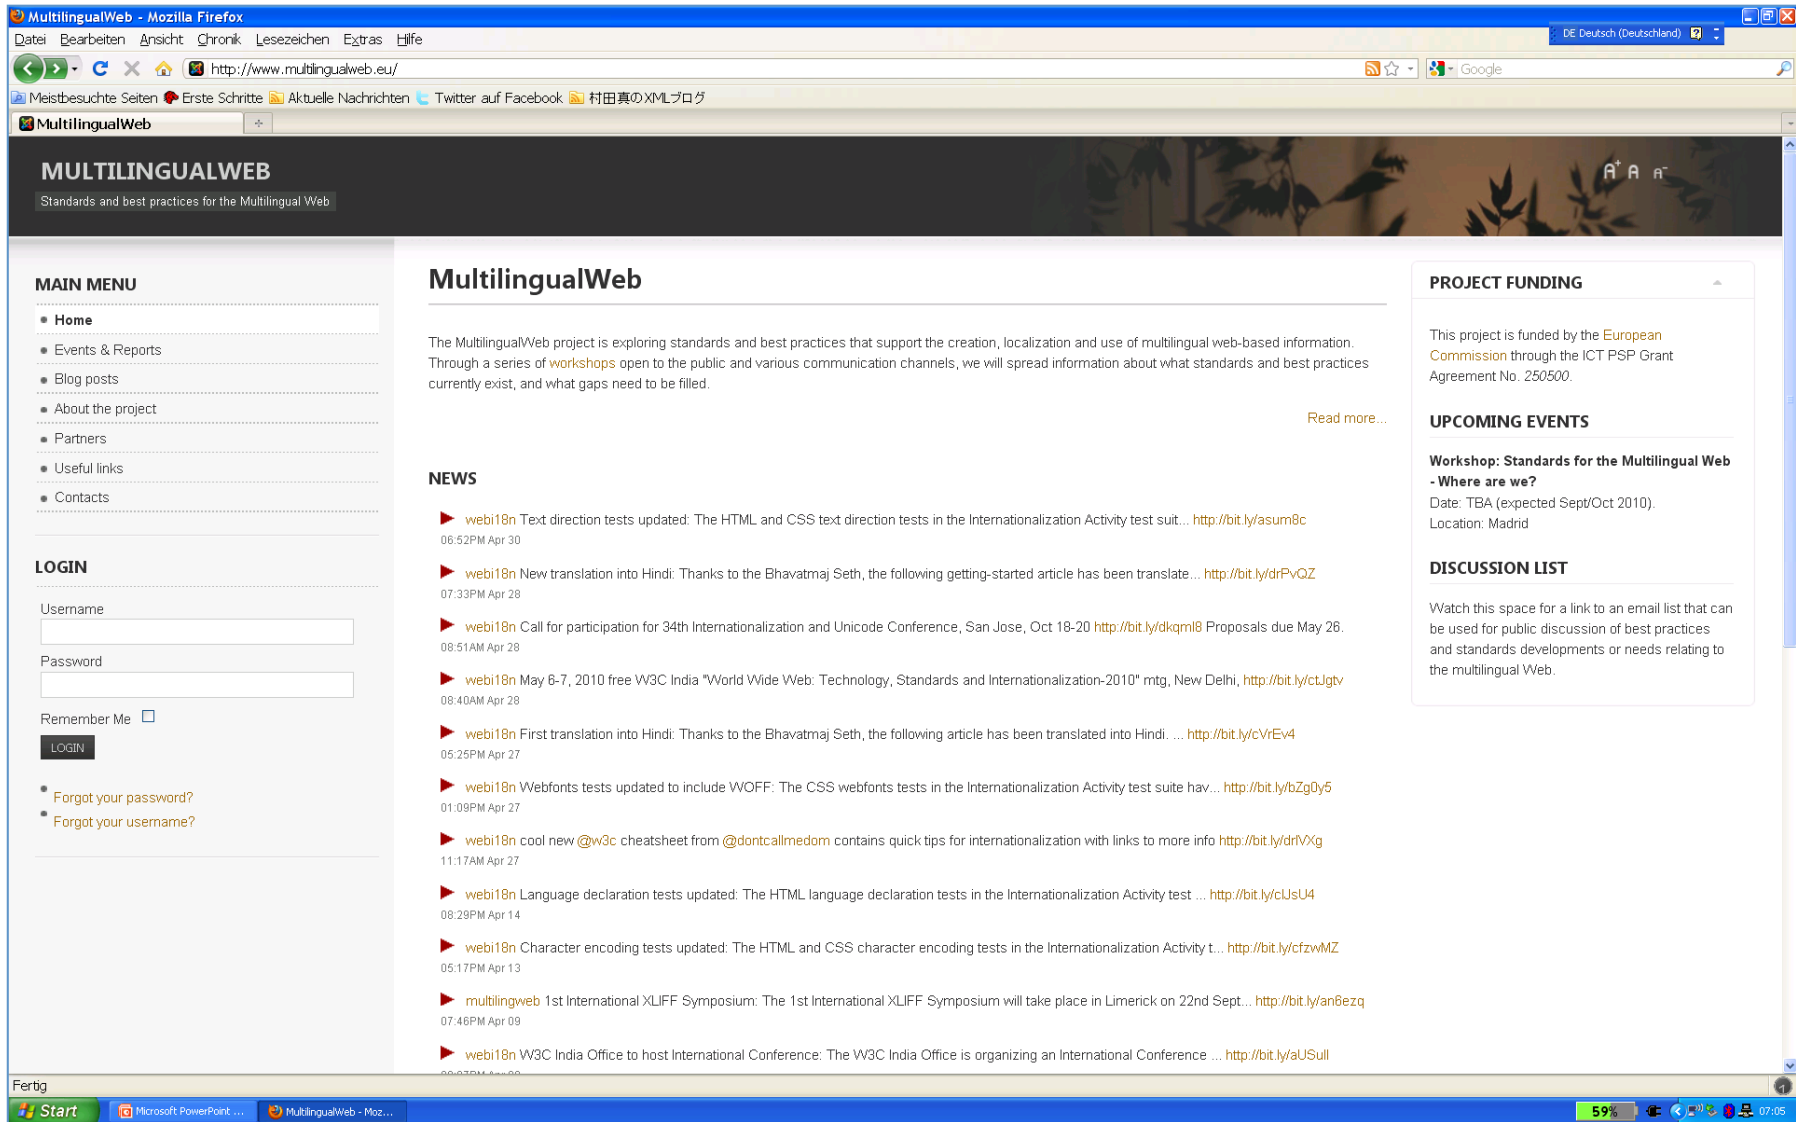 MultilingualWeb - Mozilla Firefox
DE Deutsch (Deutschland)
Datei Bearbeiten Ansicht Chronik Lesezeichen Extras Hilfe
http://www.multilingualweb.eu/
Google
Meistbesuchte Seiten Erste Schritte Aktuelle Nachrichten Twitter auf Facebook 村田真のXMLブログ
MultilingualWeb
MULTILINGUALWEB
Standards and best practices for the Multilingual Web
A+ A A-
MAIN MENU
Home
Events & Reports
Blog posts
About the project
Partners
Useful links
Contacts
LOGIN
Username
Password
Remember Me
LOGIN
Forgot your password?
Forgot your username?
MultilingualWeb
The MultilingualWeb project is exploring standards and best practices that support the creation, localization and use of multilingual web-based information.
Through a series of workshops open to the public and various communication channels, we will spread information about what standards and best practices
currently exist, and what gaps need to be filled.
Read more...
NEWS
webi18n Text direction tests updated: The HTML and CSS text direction tests in the Internationalization Activity test suit... http://bit.ly/asum8c
06:52PM Apr 30
webi18n New translation into Hindi: Thanks to the Bhavatmaj Seth, the following getting-started article has been translate... http://bit.ly/drPvQZ
07:33PM Apr 28
webi18n Call for participation for 34th Internationalization and Unicode Conference, San Jose, Oct 18-20 http://bit.ly/dkqml8 Proposals due May 26.
08:51AM Apr 28
webi18n May 6-7, 2010 free W3C India "World Wide Web: Technology, Standards and Internationalization-2010" mtg, New Delhi, http://bit.ly/ctJgtv
08:40AM Apr 28
webi18n First translation into Hindi: Thanks to the Bhavatmaj Seth, the following article has been translated into Hindi. ... http://bit.ly/cVrEv4
05:25PM Apr 27
webi18n Webfonts tests updated to include WOFF: The CSS webfonts tests in the Internationalization Activity test suite hav... http://bit.ly/bZg0y5
01:09PM Apr 27
webi18n cool new @w3c cheatsheet from @dontcallmedom contains quick tips for internationalization with links to more info http://bit.ly/drIVXg
11:17AM Apr 27
webi18n Language declaration tests updated: The HTML language declaration tests in the Internationalization Activity test ... http://bit.ly/clJsU4
08:29PM Apr 14
webi18n Character encoding tests updated: The HTML and CSS character encoding tests in the Internationalization Activity t... http://bit.ly/cfzwMZ
05:17PM Apr 13
multilingweb 1st International XLIFF Symposium: The 1st International XLIFF Symposium will take place in Limerick on 22nd Sept... http://bit.ly/an6ezq
07:46PM Apr 09
webi18n W3C India Office to host International Conference: The W3C India Office is organizing an International Conference ... http://bit.ly/aUSull
PROJECT FUNDING
This project is funded by the European
Commission through the ICT PSP Grant
Agreement No. 250500.
UPCOMING EVENTS
Workshop: Standards for the Multilingual Web
- Where are we?
Date: TBA (expected Sept/Oct 2010).
Location: Madrid
DISCUSSION LIST
Watch this space for a link to an email list that can
be used for public discussion of best practices
and standards developments or needs relating to
the multilingual Web.
Fertig
Start Microsoft PowerPoint ... MultilingualWeb - Moz... 59% 07:05